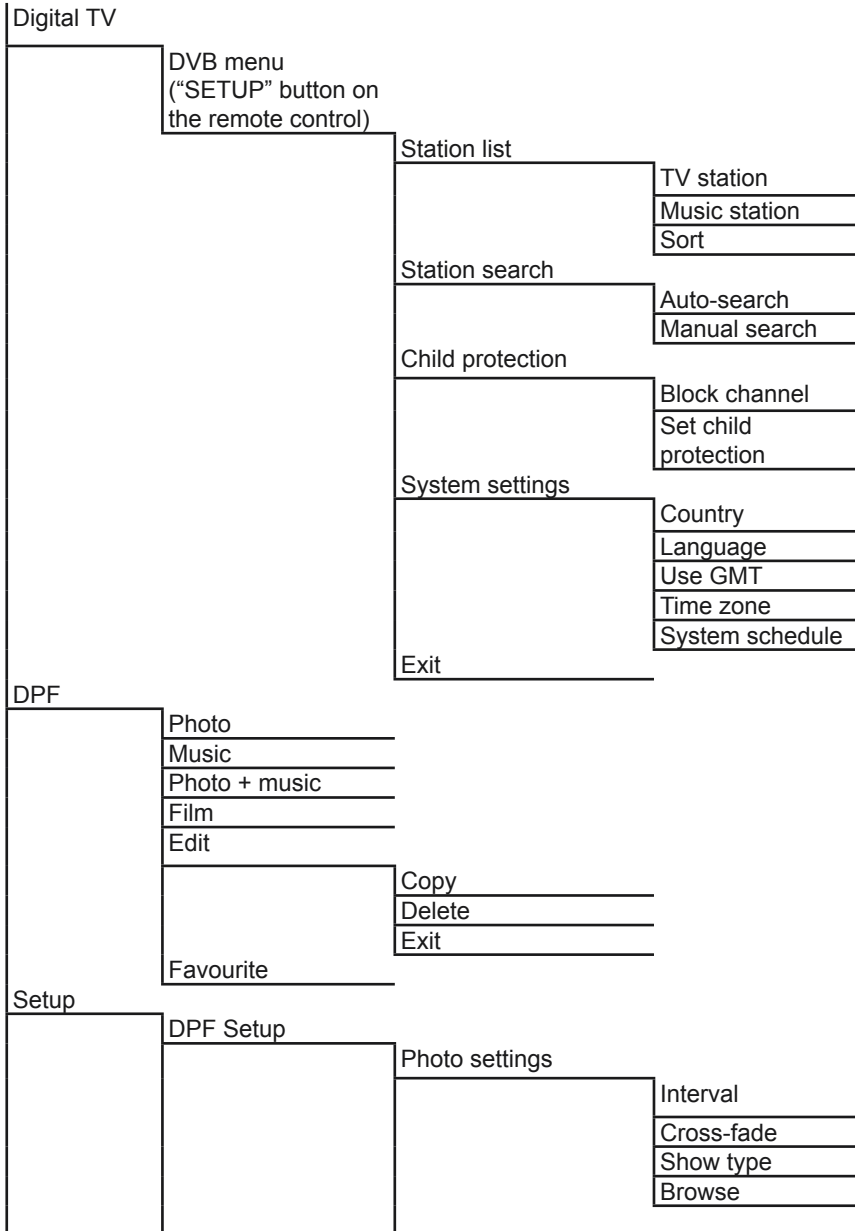 Digital TV
DVB menu
(“SETUP” button on
the remote control)
Station list
TV station
Music station
Sort
Station search
Auto-search
Manual search
Child protection
Block channel
Set child
protection
System settings
Country
Language
Use GMT
Time zone
System schedule
Exit
DPF
Photo
Music
Photo + music
Film
Edit
Copy
Delete
Exit
Favourite
Setup
DPF Setup
Photo settings
Interval
Cross-fade
Show type
Browse